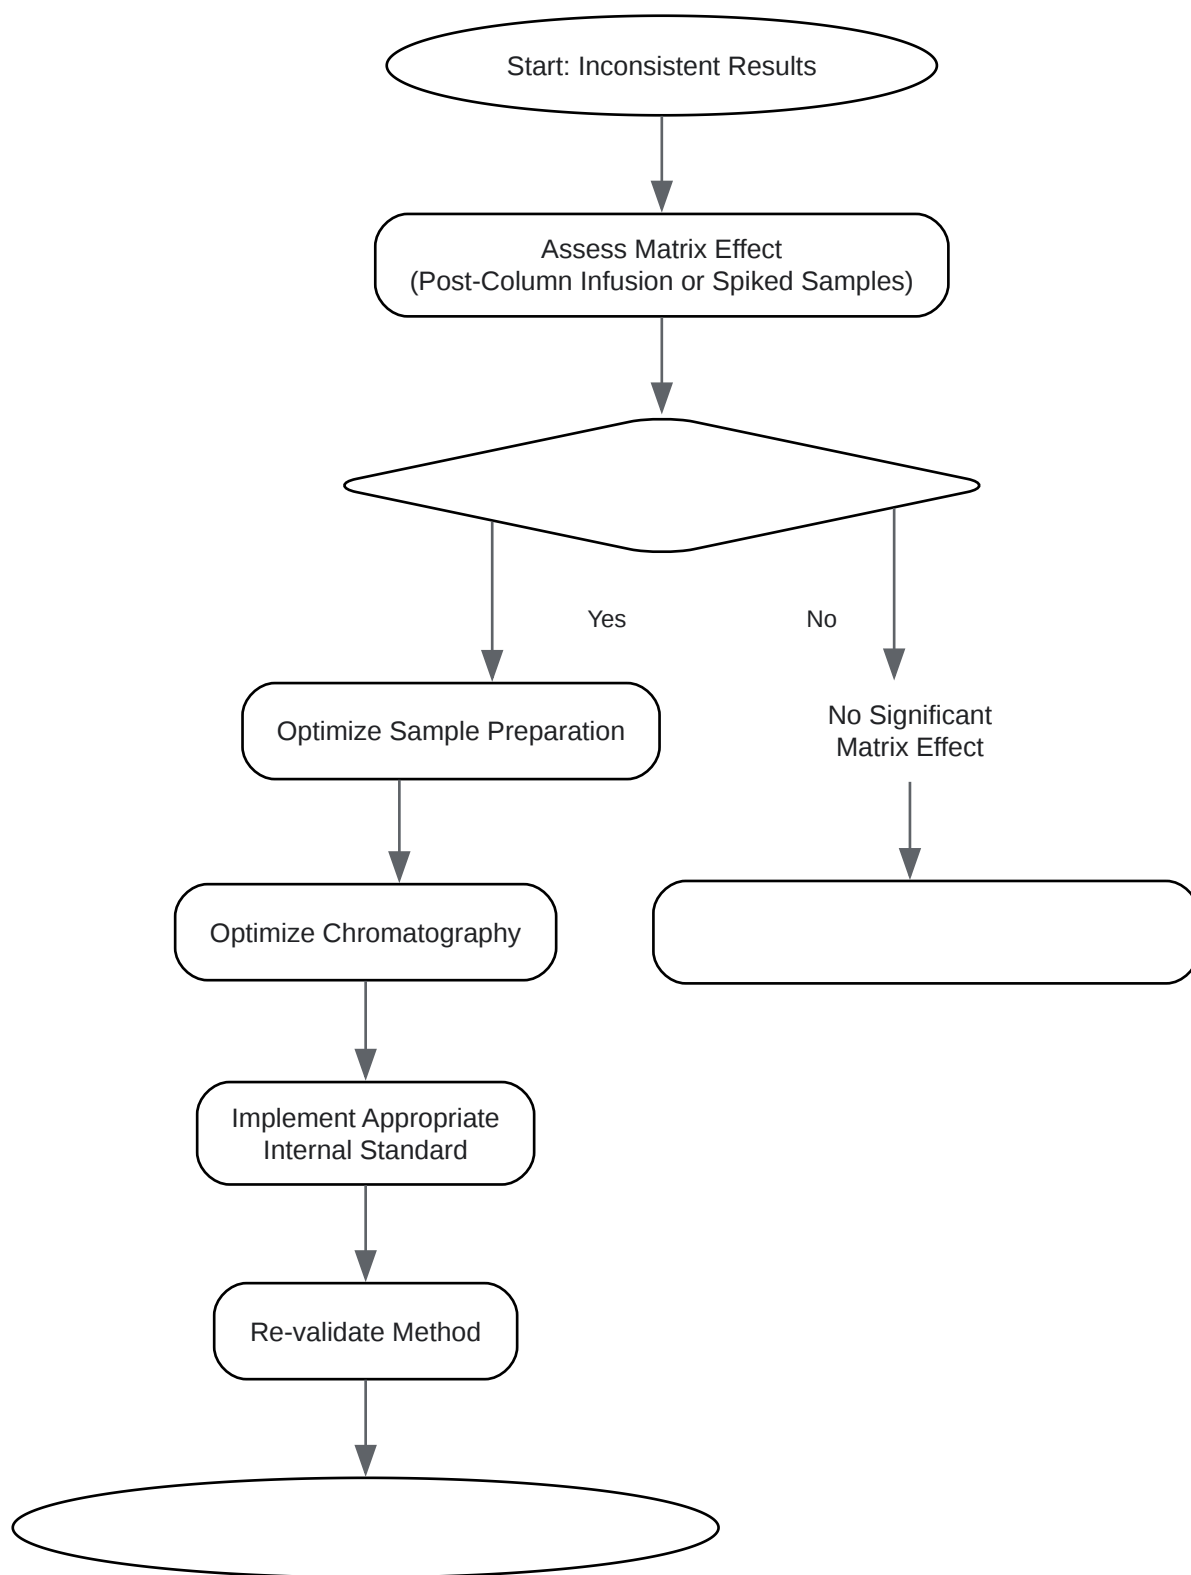 Start: Inconsistent Results
Assess Matrix Effect
(Post-Column Infusion or Spiked Samples)
Yes
No
Optimize Sample Preparation
No Significant
Matrix Effect
Optimize Chromatography
Implement Appropriate
Internal Standard
Re-validate Method